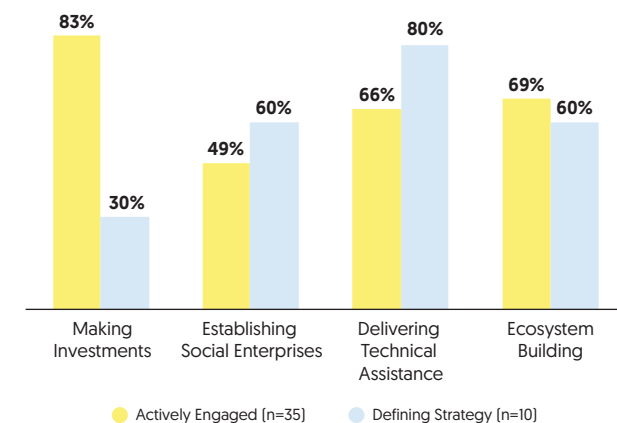 83%
30%
49%
60%
66%
80%
69%
60%
Making
Investments
Establishing
Social Enterprises
Delivering
Technical
Assistance
Ecosystem
Building
Actively Engaged (n=35)
Defining Strategy (n=10)